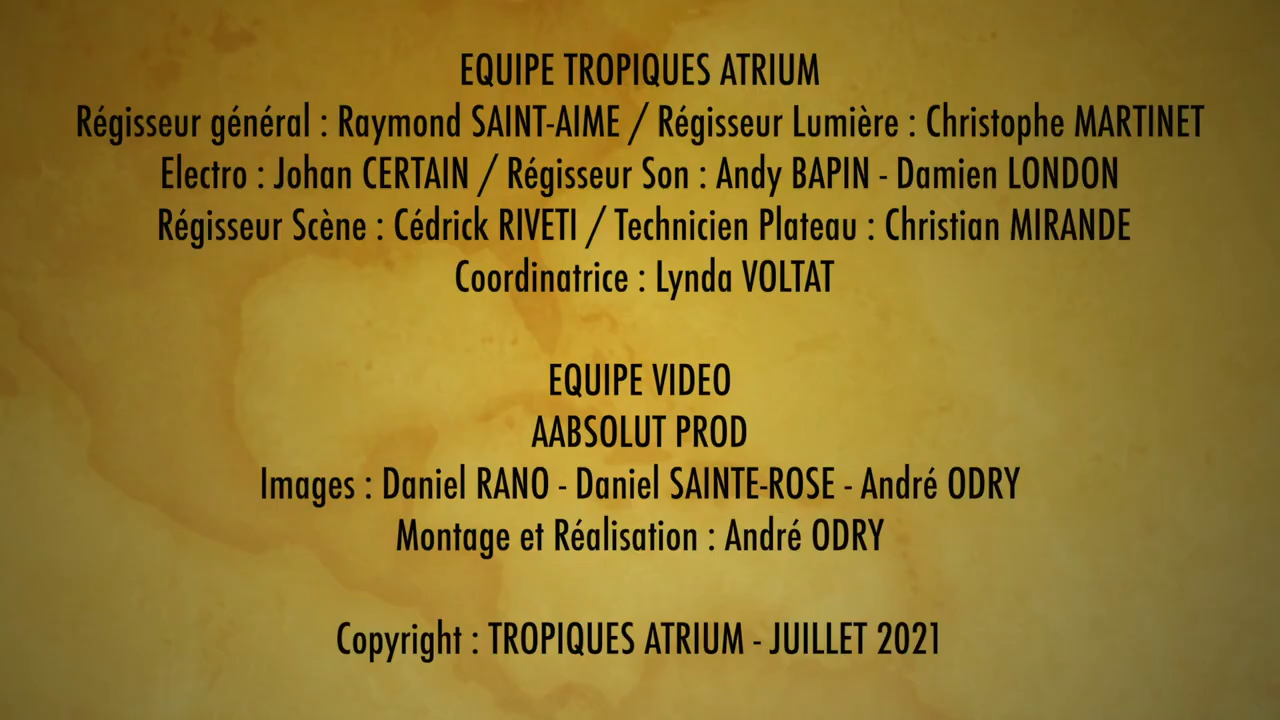 EQUIPE TROPIQUES ATRIUM
Régisseur général : Raymond SAINT-AIME / Régisseur Lumière : Christophe MARTINET
Electro : Johan CERTAIN / Régisseur Son : Andy BAPIN - Damien LONDON
Régisseur Scène : Cédrick RIVETI / Technicien Plateau : Christian MIRANDE
Coordinatrice : Lynda VOLTAT
EQUIPE VIDEO
AABSOLUT PROD
Images : Daniel RANO - Daniel SAINTE-ROSE - André ODRY
Montage et Réalisation : André ODRY
Copyright : TROPIQUES ATRIUM - JUILLET 2021